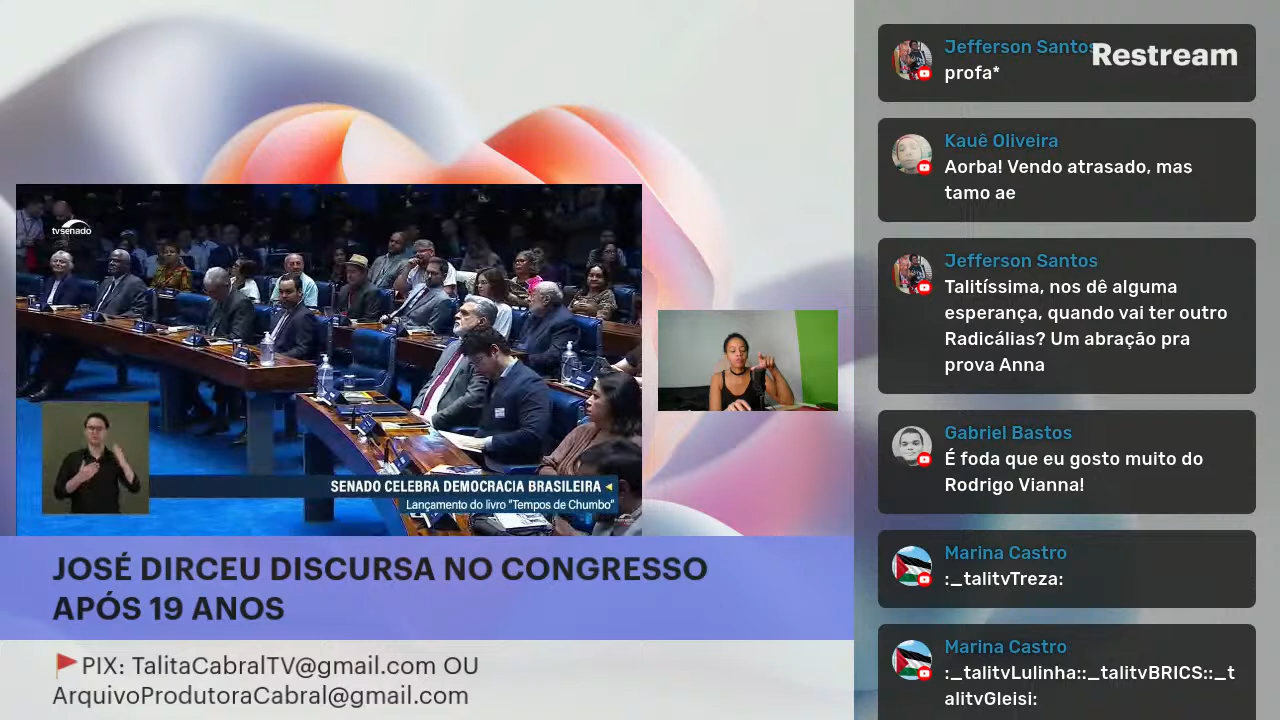 Jefferson Santos
Restream
profa*
Kauê Oliveira
Aorba! Vendo atrasado, mas
tamo ae
Jefferson Santos
Talitíssima, nos dê alguma
esperança, quando vai ter outro
Radicálias? Um abração pra
prova Anna
Gabriel Bastos
É foda que eu gosto muito do
Rodrigo Vianna!
Marina Castro
:_talitvTreza:
Marina Castro
:_talitvLulinha::_talitvBRICS::_t
alitvGleisi:
tvsenado
SENADO CELEBRA DEMOCRACIA BRASILEIRA
Lançamento do livro "Tempos de Chumbo"
JOSÉ DIRCEU DISCURSA NO CONGRESSO
APÓS 19 ANOS
PIX: TalitaCabralTV@gmail.com OU
ArquivoProdutoraCabral@gmail.com